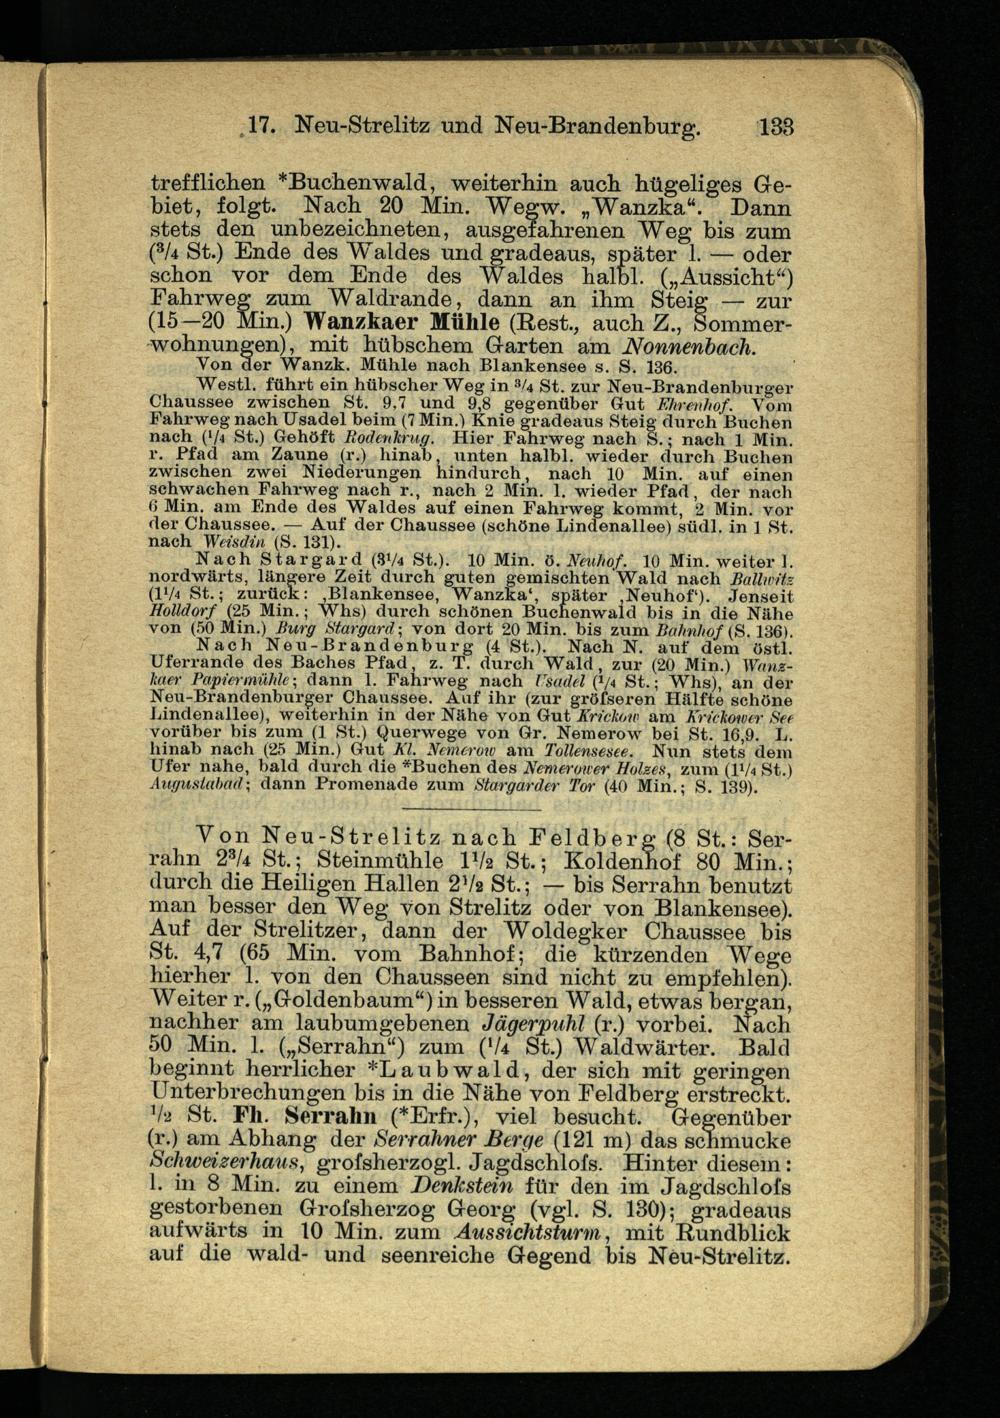 17. Neu-Strelitz und Neu-Brandenburg. 133
trefflichen *Buchenwald, weiterhin auch hügeliges Ge-
biet, folgt. Nach 20 Min. Wegw. „Wanzka“. Dann
stets den unbezeichneten, ausgefahrenen Weg bis zum
(³/₄ St.) Ende des Waldes und gradeaus, später l. — oder
schon vor dem Ende des Waldes halbl. („Aussicht“)
Fahrweg zum Waldrande, dann an ihm Steig — zur
(15—20 Min.) Wanzkaer Mühle (Rest., auch Z., Sommer-
wohnungen), mit hübschem Garten am Nonnenbach.
Von der Wanzk. Mühle nach Blankensee s. S. 136.
Westl. führt ein hübscher Weg in ³/₄ St. zur Neu-Brandenburger
Chaussee zwischen St. 9,7 und 9,8 gegenüber Gut Ehrenhof. Vom
Fahrweg nach Usadel beim (7 Min.) Knie gradeaus Steig durch Buchen
nach (¹/₄ St.) Gehöft Rodenkrug. Hier Fahrweg nach S.; nach 1 Min.
r. Pfad am Zaune (r.) hinab, unten halbl. wieder durch Buchen
zwischen zwei Niederungen hindurch, nach 10 Min. auf einen
schwachen Fahrweg nach r., nach 2 Min. l. wieder Pfad, der nach
6 Min. am Ende des Waldes auf einen Fahrweg kommt, 2 Min. vor
der Chaussee. — Auf der Chaussee (schöne Lindenallee) südl. in 1 St.
nach Weisdin (S. 131).
Nach Stargard (3¹/₄ St.). 10 Min. ö. Neuhof. 10 Min. weiter l.
nordwärts, längere Zeit durch guten gemischten Wald nach Ballwitz
(1¹/₄ St.; zurück: ‚Blankensee, Wanzka‘, später ‚Neuhof‘). Jenseit
Holldorf (25 Min.; Whs) durch schönen Buchenwald bis in die Nähe
von (50 Min.) Burg Stargard; von dort 20 Min. bis zum Bahnhof (S. 136).
Nach Neu-Brandenburg (4 St.). Nach N. auf dem östl.
Uferrande des Baches Pfad, z. T. durch Wald, zur (20 Min.) Wanz-
kaer Papiermühle; dann l. Fahrweg nach Usadel (¹/₄ St.; Whs), an der
Neu-Brandenburger Chaussee. Auf ihr (zur gröfseren Hälfte schöne
Lindenallee), weiterhin in der Nähe von Gut Krickow am Krickower See
vorüber bis zum (1 St.) Querwege von Gr. Nemerow bei St. 16,9. L.
hinab nach (25 Min.) Gut Kl. Nemerow am Tollensesee. Nun stets dem
Ufer nahe, bald durch die *Buchen des Nemerower Holzes, zum (1¹/₄ St.)
Augustabad; dann Promenade zum Stargarder Tor (40 Min.; S. 139).
Von Neu-Strelitz nach Feldberg (8 St.: Ser-
rahn 2³/₄ St.; Steinmühle 1¹/₂ St.; Koldenhof 80 Min.;
durch die Heiligen Hallen 2¹/₂ St.; — bis Serrahn benutzt
man besser den Weg von Strelitz oder von Blankensee).
Auf der Strelitzer, dann der Woldegker Chaussee bis
St. 4,7 (65 Min. vom Bahnhof; die kürzenden Wege
hierher l. von den Chausseen sind nicht zu empfehlen).
Weiter r. („Goldenbaum“) in besseren Wald, etwas bergan,
nachher am laubumgebenen Jägerpuhl (r.) vorbei. Nach
50 Min. l. („Serrahn“) zum (¹/₄ St.) Waldwärter. Bald
beginnt herrlicher *Laubwald, der sich mit geringen
Unterbrechungen bis in die Nähe von Feldberg erstreckt.
¹/₂ St. Fh. Serrahn (*Erfr.), viel besucht. Gegenüber
(r.) am Abhang der Serrahner Berge (121 m) das schmucke
Schweizerhaus, grofsherzogl. Jagdschlofs. Hinter diesem:
l. in 8 Min. zu einem Denkstein für den im Jagdschlofs
gestorbenen Grofsherzog Georg (vgl. S. 130); gradeaus
aufwärts in 10 Min. zum Aussichtsturm, mit Rundblick
auf die wald- und seenreiche Gegend bis Neu-Strelitz.